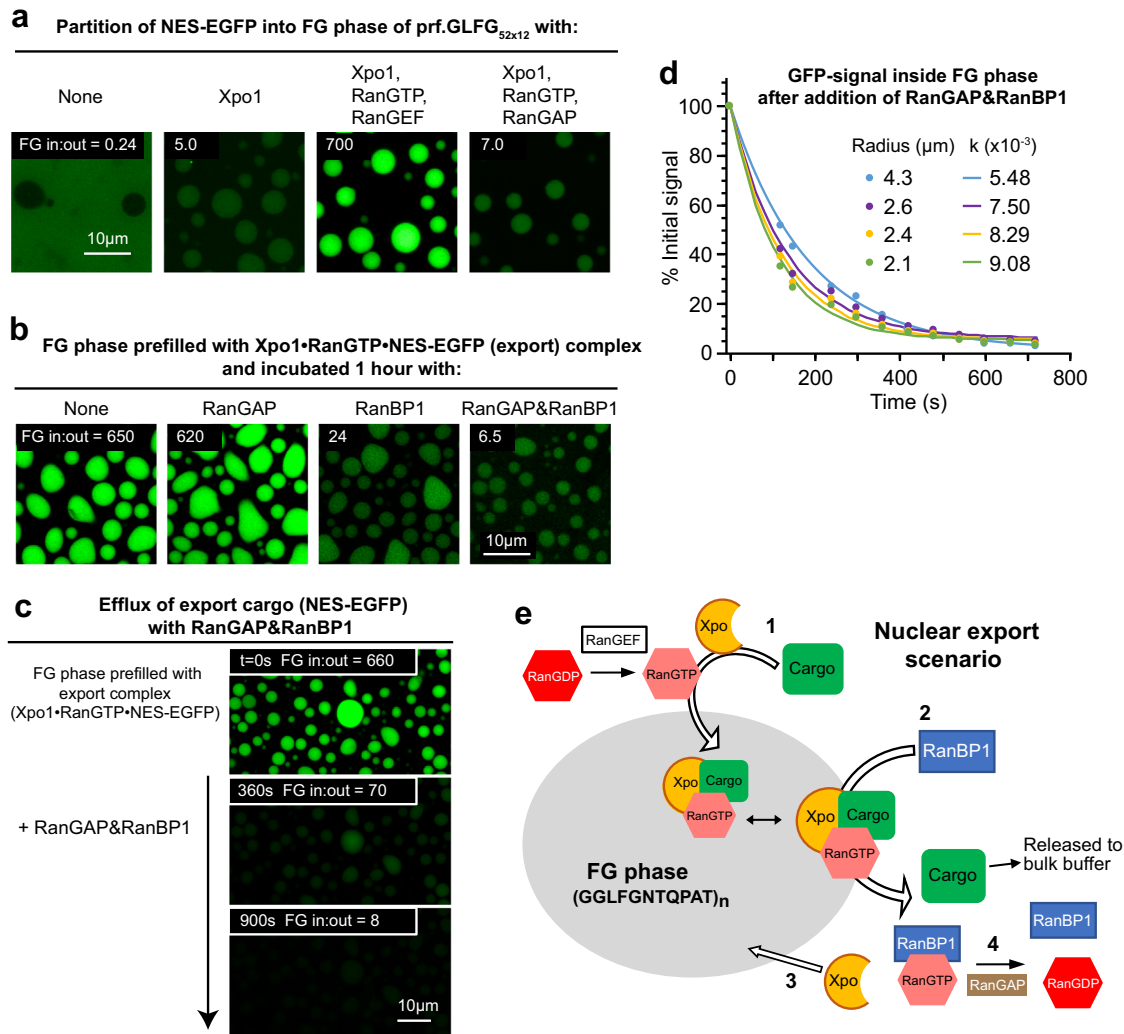 a
Partition of NES-EGFP into FG phase of prf.GLFG52x12 with:
None
Xpo1
Xpo1,
RanGTP,
RanGEF
Xpo1,
RanGTP,
RanGAP
FG in:out = 0.24
5.0
700
7.0
10µm
b
FG phase prefilled with Xpo1•RanGTP•NES-EGFP (export) complex
and incubated 1 hour with:
None
RanGAP
RanBP1
RanGAP&RanBP1
FG in:out = 650
620
24
6.5
10µm
c
Efflux of export cargo (NES-EGFP)
with RanGAP&RanBP1
FG phase prefilled with
export complex
(Xpo1•RanGTP•NES-EGFP)
+ RanGAP&RanBP1
t=0s FG in:out = 660
360s FG in:out = 70
900s FG in:out = 8
10µm
d
GFP-signal inside FG phase
after addition of RanGAP&RanBP1
% Initial signal
100
80
60
40
20
0
0 200 400 600 800
Time (s)
Radius (µm) k (x10-3)
4.3 5.48
2.6 7.50
2.4 8.29
2.1 9.08
e
Nuclear export
scenario
RanGDP
RanGEF
RanGTP
Xpo
1
Cargo
2
RanBP1
Xpo
Cargo
RanGTP
Xpo
Cargo
RanGTP
FG phase
(GGLFGNTQPAT)n
Cargo
Released to
bulk buffer
3
Xpo
RanBP1
RanGTP
4
RanGAP
RanBP1
RanGDP